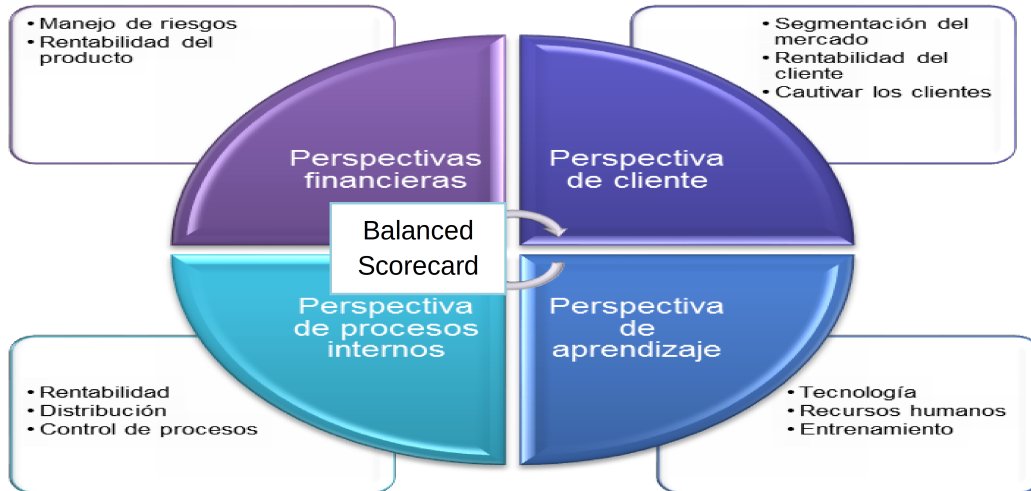 • Manejo de riesgos
• Rentabilidad del
producto
• Segmentación del
mercado
• Rentabilidad del
cliente
• Cautivar los clientes
Perspectivas
financieras
Perspectiva
de cliente
Balanced
Scorecard
Perspectiva
de procesos
internos
Perspectiva
de
aprendizaje
• Rentabilidad
• Distribución
• Control de procesos
• Tecnología
• Recursos humanos
• Entrenamiento